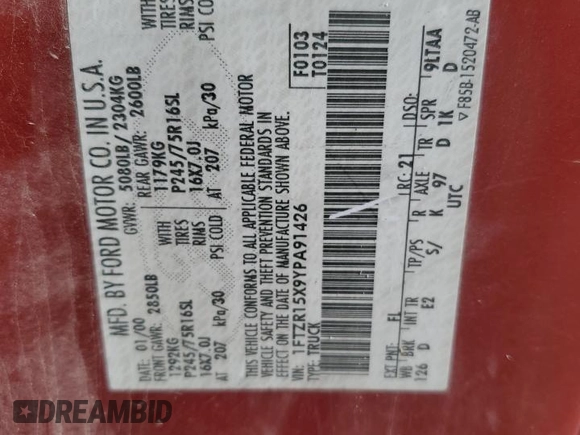 MFD. BY FORD MOTOR CO. IN U.S.A.
DATE: 01/00
GVWR: 5080LB / 2304KG
FRONT GAWR: 2850LB
REAR GAWR: 2600LB
1292KG
1179KG
P245/75R16SL
TIRES
P245/75R16SL
TIRES
16X7.0J
RIMS
16X7.0J
RIMS
AT 207 kPa/30
PSI COLD
AT 207 kPa/30
PSI COLD
THIS VEHICLE CONFORMS TO ALL APPLICABLE FEDERAL MOTOR
VEHICLE SAFETY AND THEFT PREVENTION STANDARDS IN
EFFECT ON THE DATE OF MANUFACTURE SHOWN ABOVE.
VIN: 1FTZR15X9YPA91426
TYPE: TRUCK
F0103
T0124
EXT PNT: FL
RC: 21
DSO:
WB
BRK
INT TR
TP/PS
R
AXLE
TR
SPR
9LTAA
126
D
E2
S/
K
97
D
1K
D
UTC
▽ F85B-1520472-AB
DREAMBID